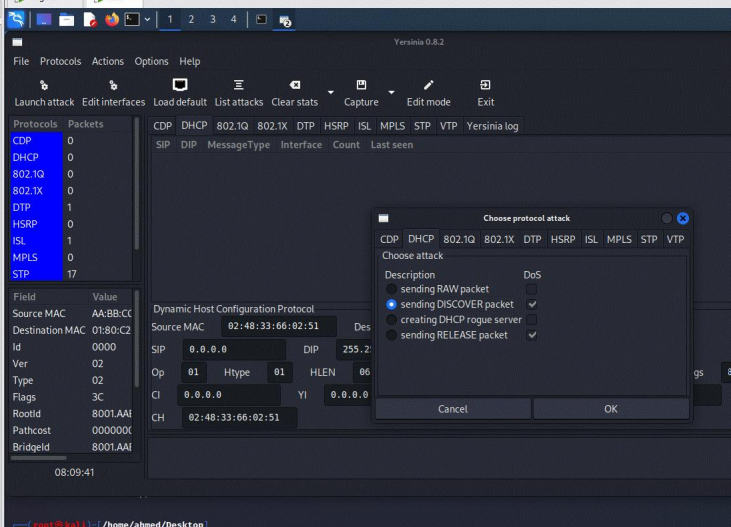 1 2 3 4
Yersinia 0.8.2
File Protocols Actions Options Help
Launch attack Edit interfaces Load default List attacks Clear stats Capture Edit mode Exit
Protocols Packets
CDP 0
DHCP 0
802.1Q 0
802.1X 0
DTP 1
HSRP 0
ISL 1
MPLS 0
STP 17
Field Value
Source MAC AA:BB:CC
Destination MAC 01:80:C2
Id 0000
Ver 02
Type 02
Flags 3C
RootId 8001.AAE
Pathcost 0000000
BridgeId 8001.AAE
08:09:41
CDP DHCP 802.1Q 802.1X DTP HSRP ISL MPLS STP VTP Yersinia log
SIP DIP MessageType Interface Count Last seen
Dynamic Host Configuration Protocol
Source MAC 02:48:33:66:02:51 Des
SIP 0.0.0.0 DIP 255.2
Op 01 Htype 01 HLEN 06 gs 8
CI 0.0.0.0 YI 0.0.0.0
CH 02:48:33:66:02:51
Choose protocol attack
CDP DHCP 802.1Q 802.1X DTP HSRP ISL MPLS STP VTP
Choose attack
Description DoS
sending RAW packet
sending DISCOVER packet
creating DHCP rogue server
sending RELEASE packet
Cancel OK
(root㉿kali)-[/home/ahmed/Desktop]